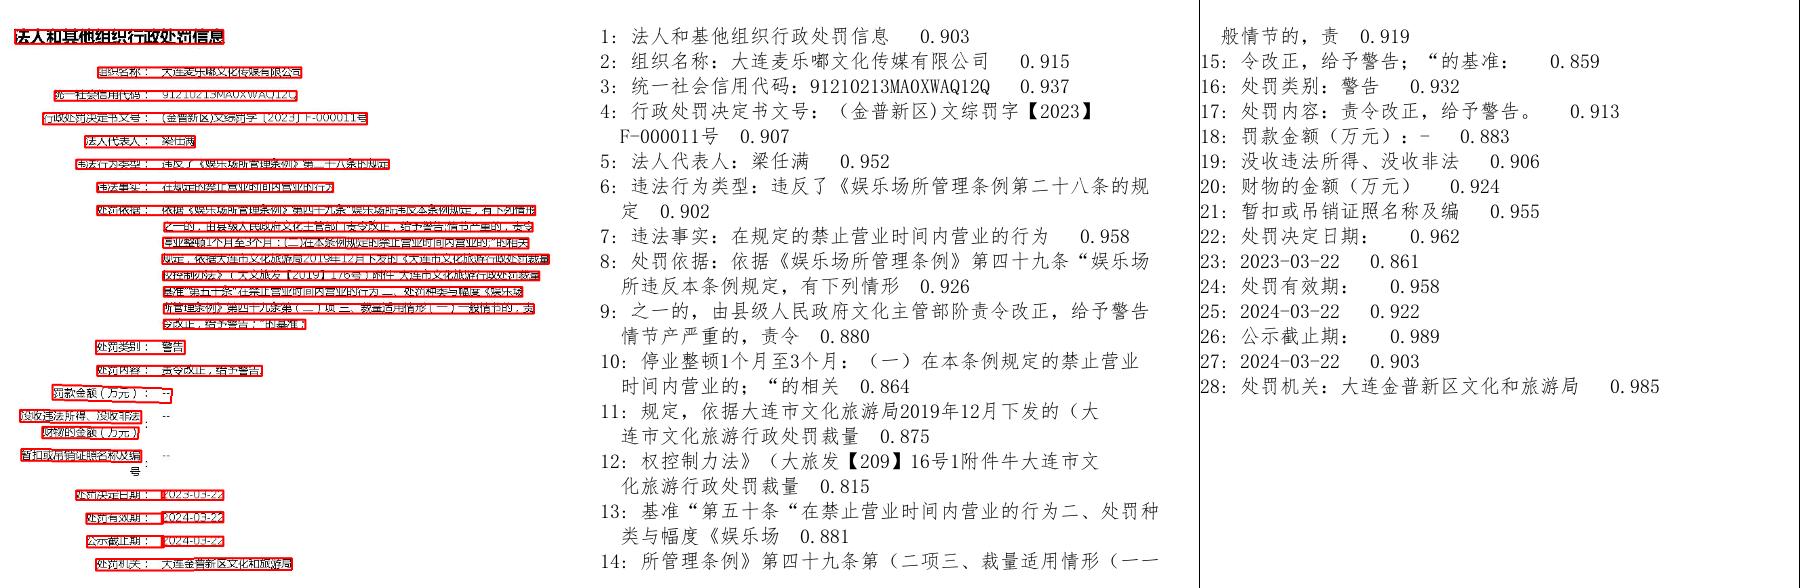 法人和其他组织行政处罚信息
组织名称： 大连麦乐嘟文化传媒有限公司
统一社会信用代码： 91210213MA0XWAQ12Q
行政处罚决定书文号： (金普新区)文综罚字〔2023〕F-000011号
法人代表人： 梁任满
违法行为类型： 违反了《娱乐场所管理条例》第二十八条的规定
违法事实： 在规定的禁止营业时间内营业的行为
处罚依据： 依据《娱乐场所管理条例》第四十九条“娱乐场所违反本条例规定，有下列情形
之一的，由县级人民政府文化主管部门责令改正，给予警告;情节严重的，责令
停业整顿1个月至3个月：(二)在本条例规定的禁止营业时间内营业的;”的相关
规定，依据大连市文化旅游局2019年12月下发的《大连市文化旅游行政处罚裁量
权控制办法》（大文旅发【2019】176号）附件 大连市文化旅游行政处罚裁量
基准“第五十条”在禁止营业时间内营业的行为 二、处罚种类与幅度《娱乐场
所管理条例》第四十九条第（二）项 三、裁量适用情形（一）一般情节的，责
令改正，给予警告；”的基准；
处罚类别： 警告
处罚内容： 责令改正，给予警告
罚款金额（万元）： --
没收违法所得、没收非法
财物的金额（万元）
： --
暂扣或吊销证照名称及编
号
： --
处罚决定日期： 2023-03-22
处罚有效期： 2024-03-22
公示截止期： 2024-03-22
处罚机关： 大连金普新区文化和旅游局
1: 法人和基他组织行政处罚信息 0.903
2: 组织名称: 大连麦乐嘟文化传媒有限公司 0.915
3: 统一社会信用代码: 91210213MA0XWAQ12Q 0.937
4: 行政处罚决定书文号: （金普新区)文综罚字【2023】
F-000011号 0.907
5: 法人代表人: 梁任满 0.952
6: 违法行为类型: 违反了《娱乐场所管理条例第二十八条的规
定 0.902
7: 违法事实: 在规定的禁止营业时间内营业的行为 0.958
8: 处罚依据: 依据《娱乐场所管理条例》第四十九条“娱乐场
所违反本条例规定, 有下列情形 0.926
9: 之一的, 由县级人民政府文化主管部阶责令改正, 给予警告
情节产严重的, 责令 0.880
10: 停业整顿1个月至3个月: （一）在本条例规定的禁止营业
时间内营业的; “的相关 0.864
11: 规定, 依据大连市文化旅游局2019年12月下发的（大
连市文化旅游行政处罚裁量 0.875
12: 权控制力法》（大旅发【209】16号1附件牛大连市文
化旅游行政处罚裁量 0.815
13: 基准“第五十条“在禁止营业时间内营业的行为二、处罚种
类与幅度《娱乐场 0.881
14: 所管理条例》第四十九条第（二项三、裁量适用情形（一一
般情节的, 责 0.919
15: 令改正, 给予警告; “的基准: 0.859
16: 处罚类别: 警告 0.932
17: 处罚内容: 责令改正, 给予警告。 0.913
18: 罚款金额（万元）: - 0.883
19: 没收违法所得、没收非法 0.906
20: 财物的金额（万元） 0.924
21: 暂扣或吊销证照名称及编 0.955
22: 处罚决定日期: 0.962
23: 2023-03-22 0.861
24: 处罚有效期: 0.958
25: 2024-03-22 0.922
26: 公示截止期: 0.989
27: 2024-03-22 0.903
28: 处罚机关: 大连金普新区文化和旅游局 0.985